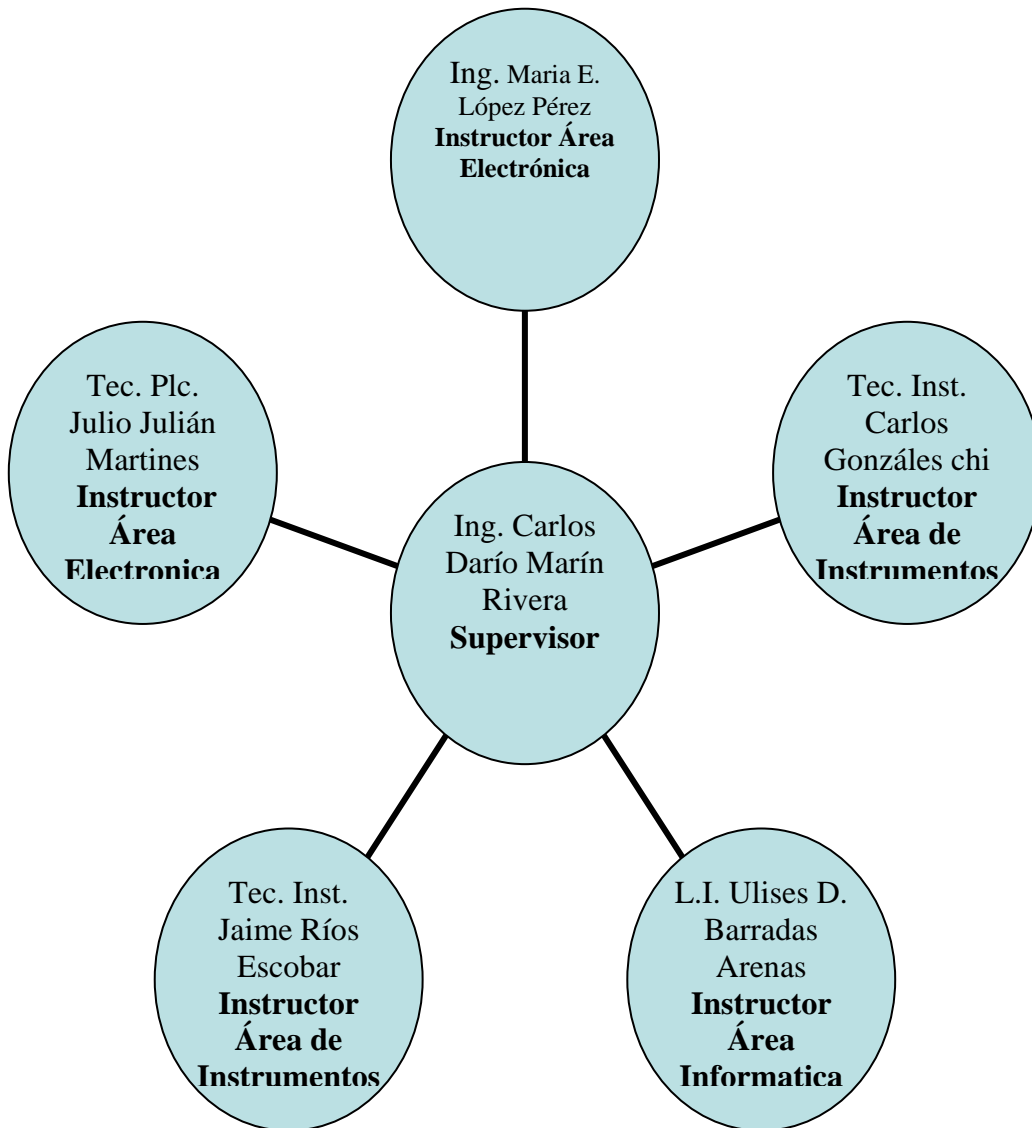 Ing. Maria E.
López Pérez
Instructor Área
Electrónica
Tec. Plc.
Julio Julián
Martines
Instructor
Área
Electronica
Tec. Inst.
Carlos
Gonzáles chi
Instructor
Área de
Instrumentos
Ing. Carlos
Darío Marín
Rivera
Supervisor
Tec. Inst.
Jaime Ríos
Escobar
Instructor
Área de
Instrumentos
L.I. Ulises D.
Barradas
Arenas
Instructor
Área
Informatica